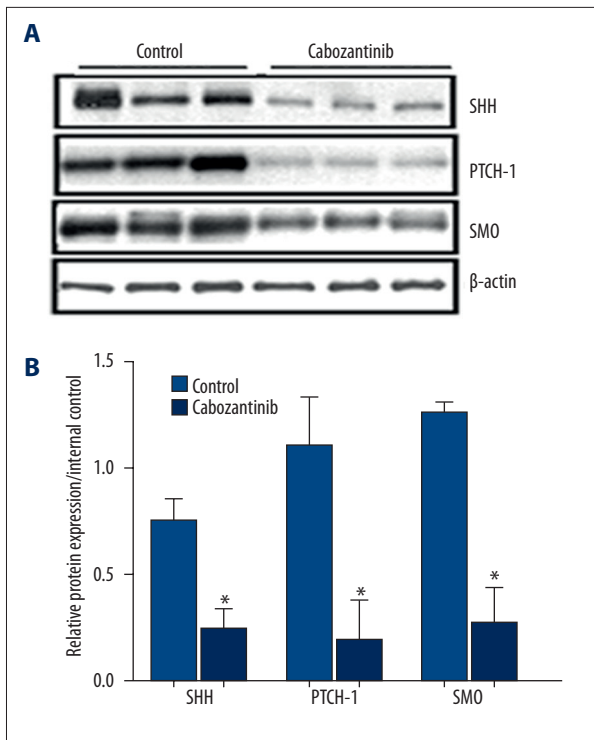 A
Control Cabozantinib
SHH
PTCH-1
SMO
β-actin
B
Relative protein expression/internal control
1.5
1.0
0.5
0.0
Control
Cabozantinib
* * *
SHH PTCH-1 SMO